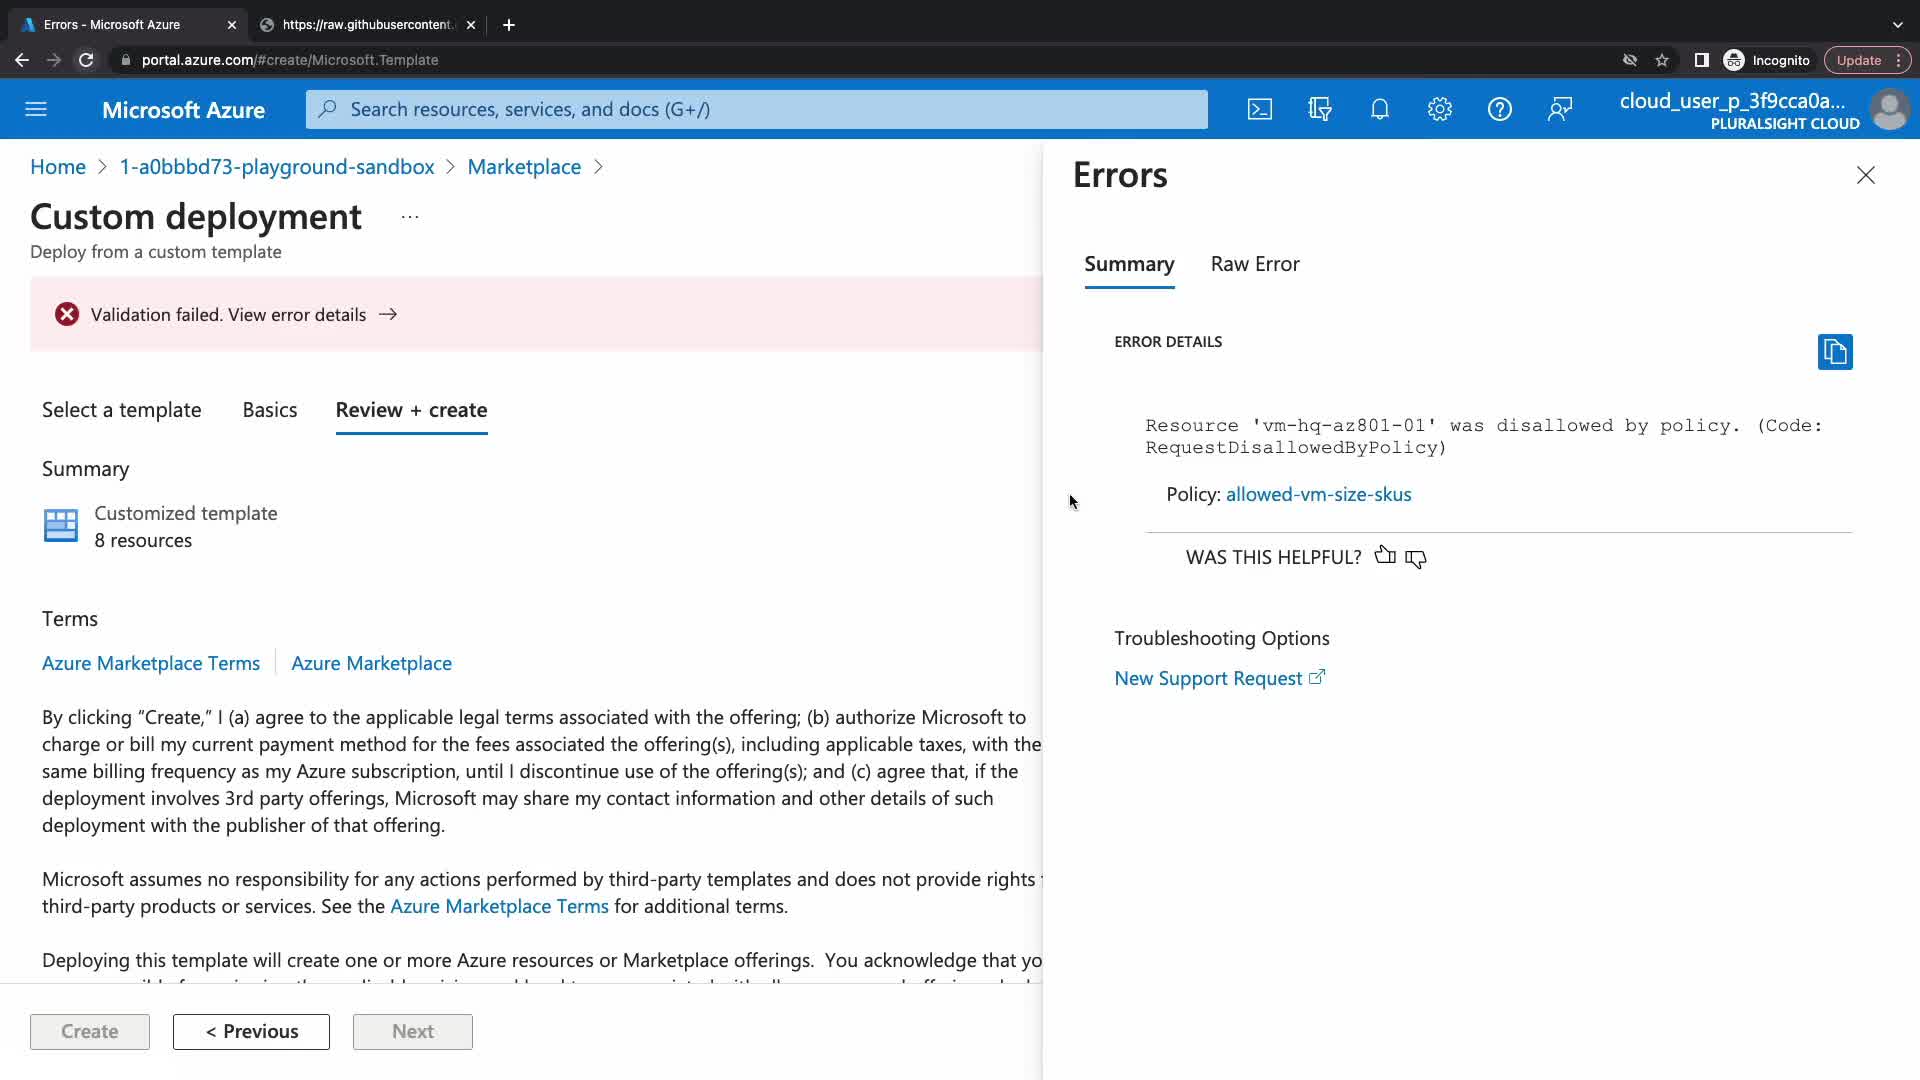 Errors - Microsoft Azure
https://raw.githubusercontent.
portal.azure.com/#create/Microsoft.Template
Incognito
Update
Microsoft Azure
Search resources, services, and docs (G+/)
cloud_user_p_3f9cca0a...
PLURALSIGHT CLOUD
Home > 1-a0bbbd73-playground-sandbox > Marketplace >
Custom deployment ...
Deploy from a custom template
Validation failed. View error details →
Select a template
Basics
Review + create
Summary
Customized template
8 resources
Terms
Azure Marketplace Terms
Azure Marketplace
By clicking “Create,” I (a) agree to the applicable legal terms associated with the offering; (b) authorize Microsoft to
charge or bill my current payment method for the fees associated the offering(s), including applicable taxes, with the
same billing frequency as my Azure subscription, until I discontinue use of the offering(s); and (c) agree that, if the
deployment involves 3rd party offerings, Microsoft may share my contact information and other details of such
deployment with the publisher of that offering.
Microsoft assumes no responsibility for any actions performed by third-party templates and does not provide rights
third-party products or services. See the Azure Marketplace Terms for additional terms.
Deploying this template will create one or more Azure resources or Marketplace offerings.  You acknowledge that yo
Create
< Previous
Next
Errors
Summary
Raw Error
ERROR DETAILS
Resource 'vm-hq-az801-01' was disallowed by policy. (Code:
RequestDisallowedByPolicy)
Policy: allowed-vm-size-skus
WAS THIS HELPFUL?
Troubleshooting Options
New Support Request